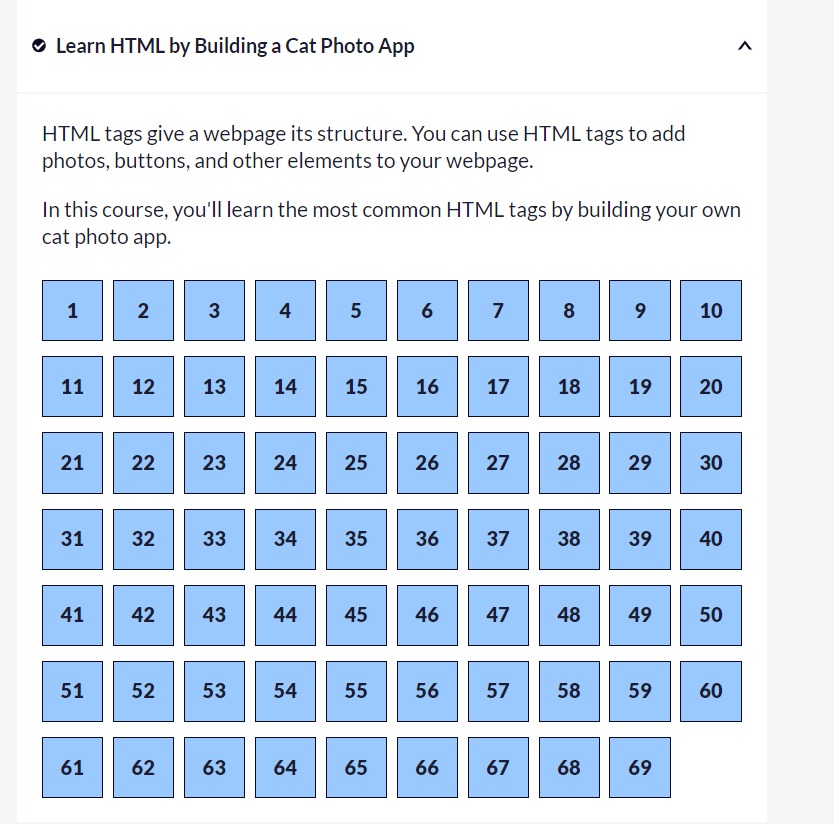 Learn HTML by Building a Cat Photo App
HTML tags give a webpage its structure. You can use HTML tags to add
photos, buttons, and other elements to your webpage.
In this course, you'll learn the most common HTML tags by building your own
cat photo app.
1 2 3 4 5 6 7 8 9 10
11 12 13 14 15 16 17 18 19 20
21 22 23 24 25 26 27 28 29 30
31 32 33 34 35 36 37 38 39 40
41 42 43 44 45 46 47 48 49 50
51 52 53 54 55 56 57 58 59 60
61 62 63 64 65 66 67 68 69